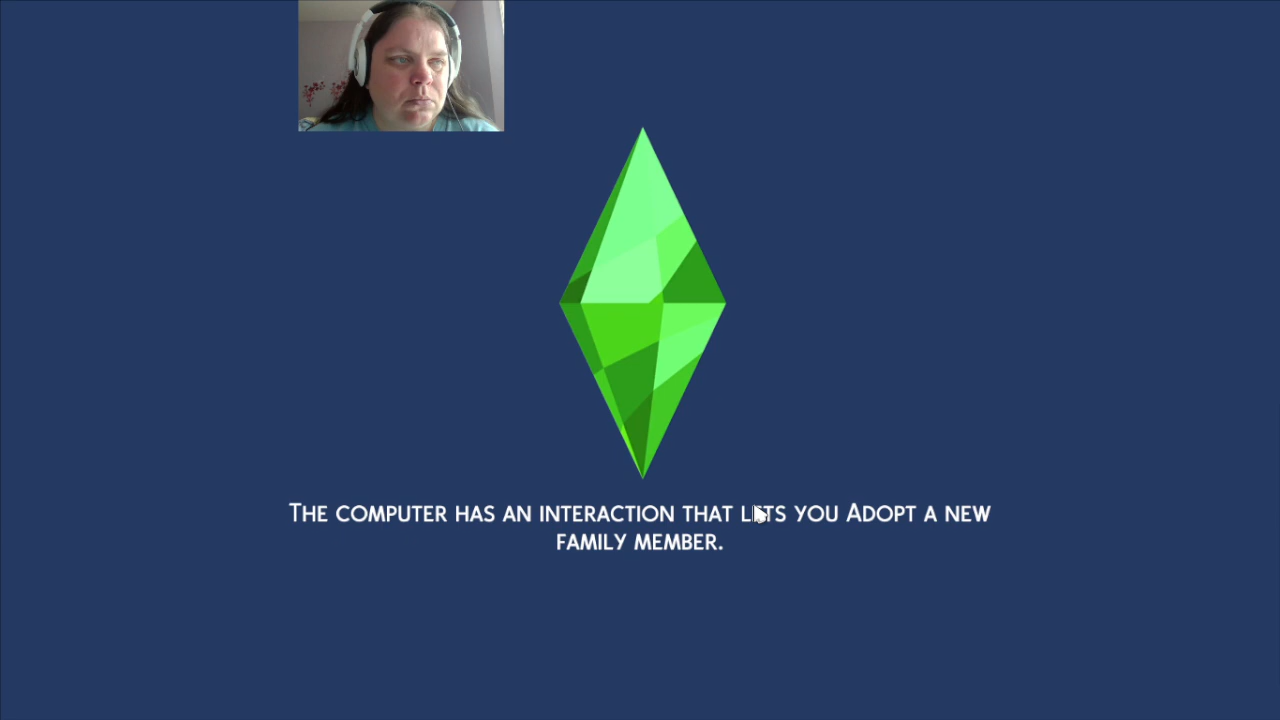 The computer has an interaction that lets you Adopt a new
family member.